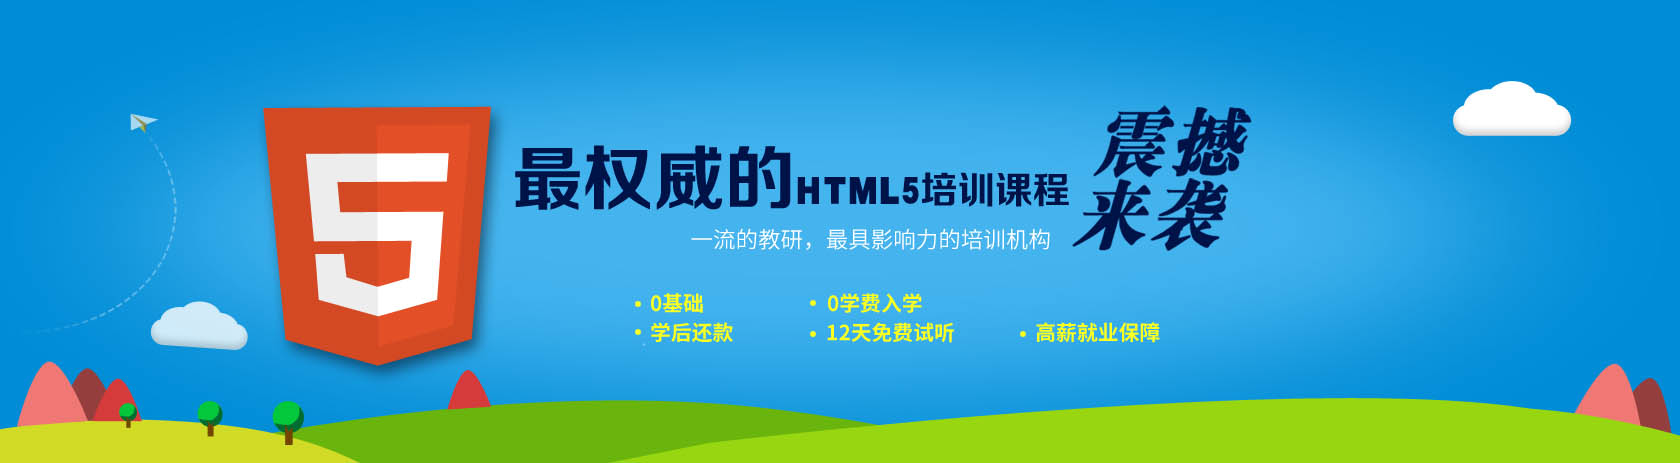 最权威的HTML5培训课程
震撼
来袭
一流的教研，最具影响力的培训机构
• 0基础 • 0学费入学
• 学后还款 • 12天免费试听 • 高薪就业保障